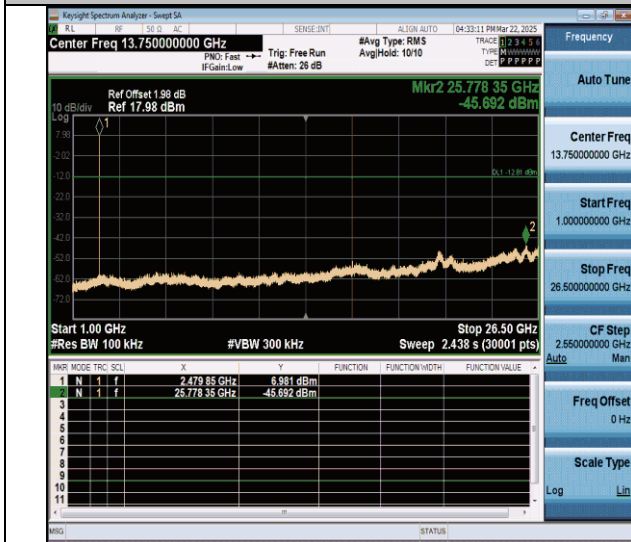 Keysight Spectrum Analyzer - Swept SA
RL RF 50 Ω AC SENSE:INT ALIGN AUTO 04:33:11 PM Mar 22, 2025
Center Freq 13.750000000 GHz
PNO: Fast Trig: Free Run
IFGain:Low #Atten: 26 dB
#Avg Type: RMS
Avg|Hold: 10/10
TRACE 1 2 3 4 5 6
TYPE M W W W W W
DET P P P P P P
Ref Offset 1.98 dB
10 dB/div Ref 17.98 dBm
Log
Mkr2 25.778 35 GHz
-45.692 dBm
1
7.98
-2.02
-12.0
DL1 -12.81 dBm
-22.0
-32.0
-42.0
2
-52.0
-62.0
-72.0
Start 1.00 GHz Stop 26.50 GHz
#Res BW 100 kHz #VBW 300 kHz Sweep 2.438 s (30001 pts)
MKR MODE TRC SCL X Y FUNCTION FUNCTION WIDTH FUNCTION VALUE
1 N 1 f 2.479 85 GHz 6.981 dBm
2 N 1 f 25.778 35 GHz -45.692 dBm
3
4
5
6
7
8
9
10
11
MSG STATUS
Frequency
Auto Tune
Center Freq
13.750000000 GHz
Start Freq
1.000000000 GHz
Stop Freq
26.500000000 GHz
CF Step
2.550000000 GHz
Auto Man
Freq Offset
0 Hz
Scale Type
Log Lin